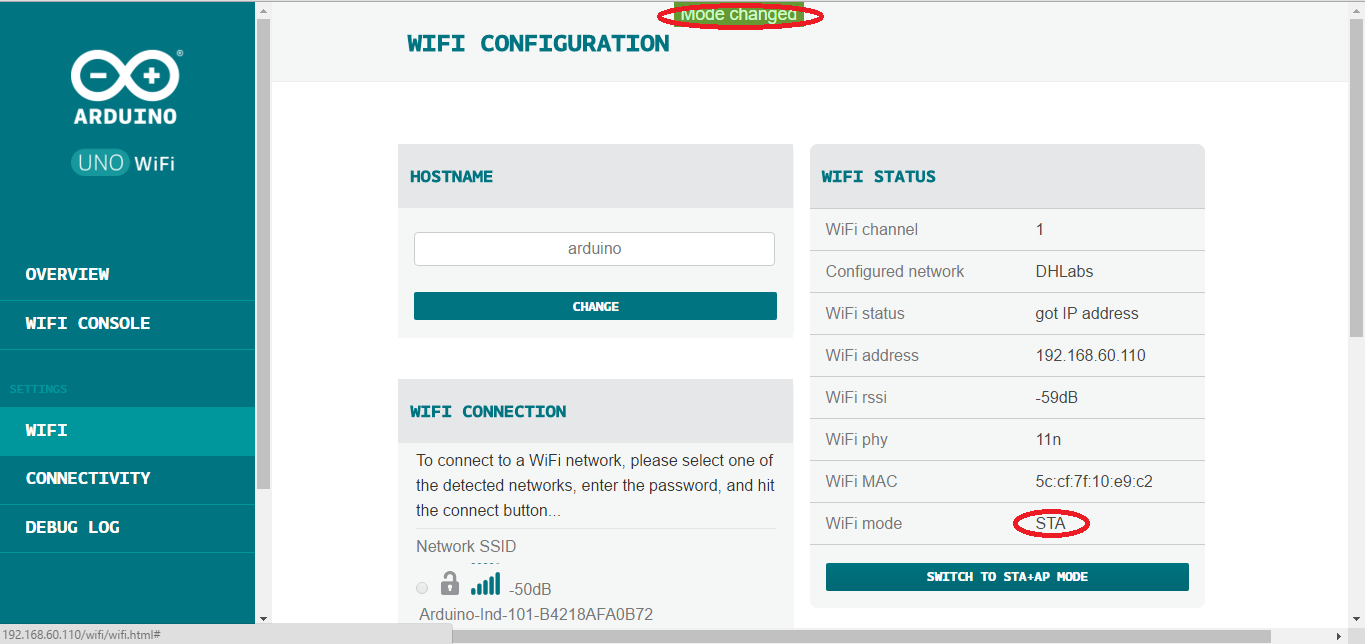 Mode changed
WIFI CONFIGURATION
®
ARDUINO
UNO WiFi
OVERVIEW
WIFI CONSOLE
SETTINGS
WIFI
CONNECTIVITY
DEBUG LOG
HOSTNAME
arduino
CHANGE
WIFI CONNECTION
To connect to a WiFi network, please select one of
the detected networks, enter the password, and hit
the connect button...
Network SSID
-50dB
Arduino-Ind-101-B4218AFA0B72
WIFI STATUS
WiFi channel 1
Configured network DHLabs
WiFi status got IP address
WiFi address 192.168.60.110
WiFi rssi -59dB
WiFi phy 11n
WiFi MAC 5c:cf:7f:10:e9:c2
WiFi mode STA
SWITCH TO STA+AP MODE
192.168.60.110/wifi/wifi.html#